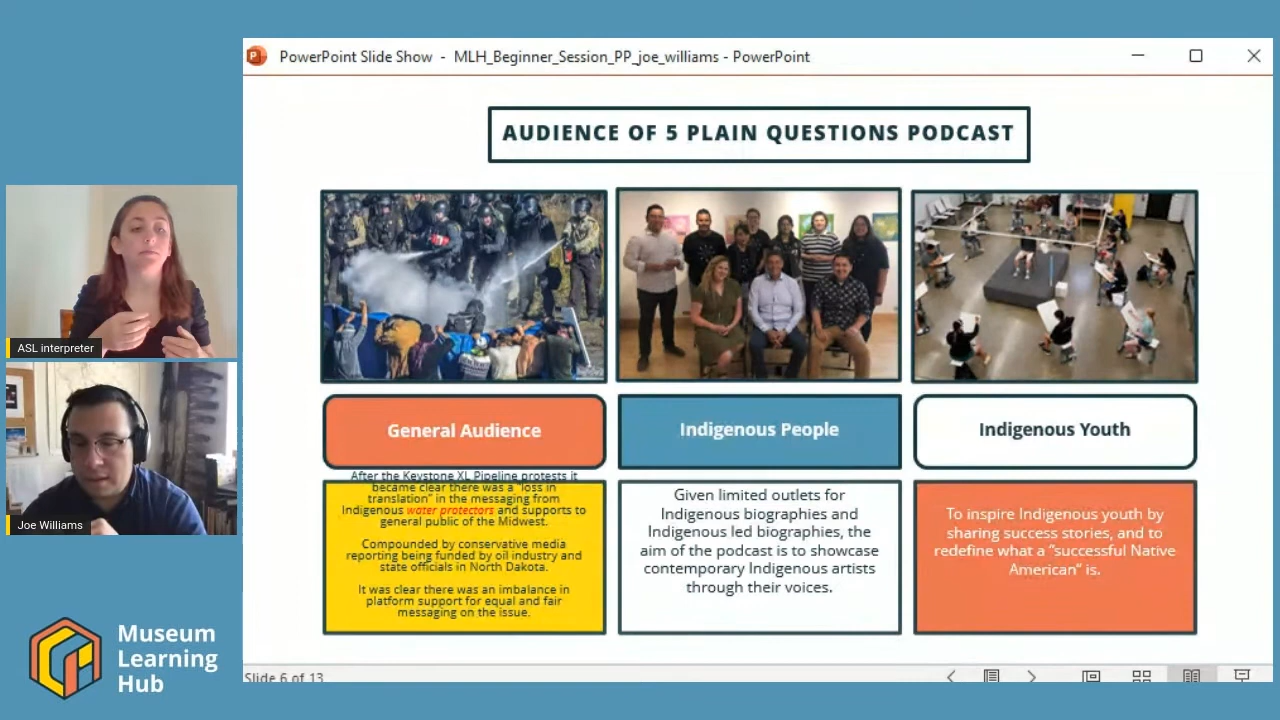 PowerPoint Slide Show - MLH_Beginner_Session_PP_joe_williams - PowerPoint
AUDIENCE OF 5 PLAIN QUESTIONS PODCAST
General Audience
After the Keystone XL Pipeline protests it
became clear there was a "loss in
translation" in the messaging from
Indigenous water protectors and supports to
general public of the Midwest.
Compounded by conservative media
reporting being funded by oil industry and
state officials in North Dakota.
It was clear there was an imbalance in
platform support for equal and fair
messaging on the issue.
Indigenous People
Given limited outlets for
Indigenous biographies and
Indigenous led biographies, the
aim of the podcast is to showcase
contemporary Indigenous artists
through their voices.
Indigenous Youth
To inspire Indigenous youth by
sharing success stories, and to
redefine what a "successful Native
American" is.
ASL interpreter
Joe Williams
Museum
Learning
Hub
Slide 6 of 13